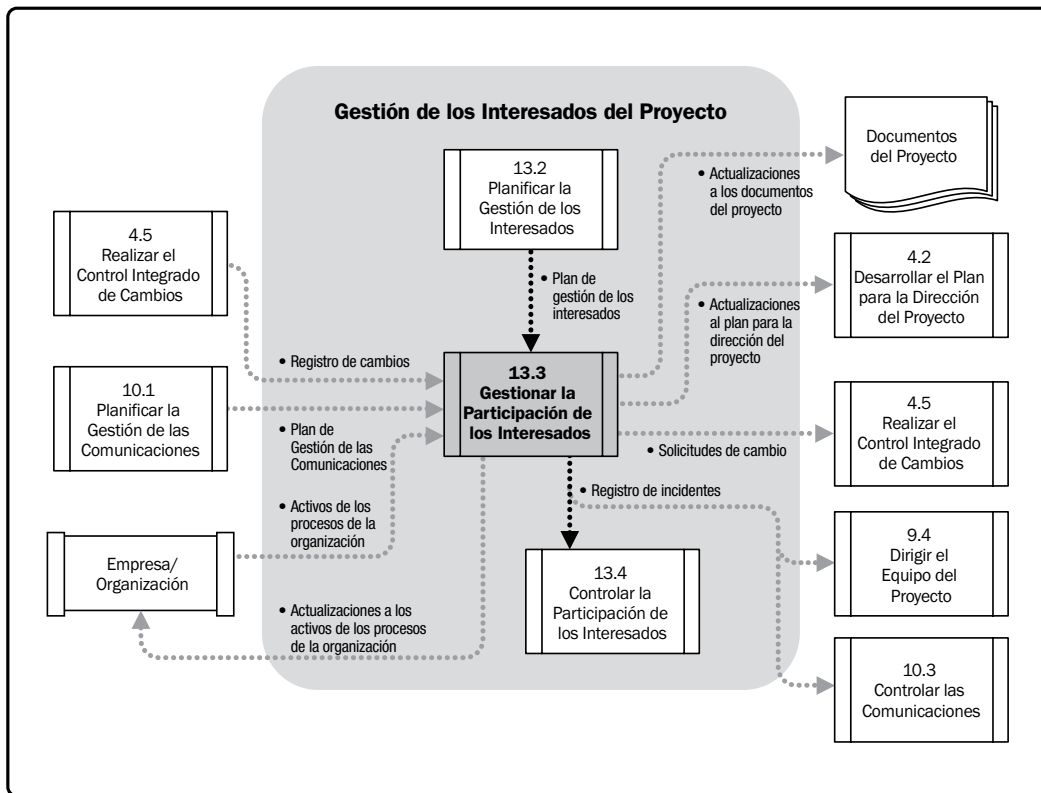 Gestión de los Interesados del Proyecto
13.2
Planificar la
Gestión de los
Interesados
• Plan de
gestión de los
interesados
4.5
Realizar el
Control Integrado
de Cambios
• Registro de cambios
10.1
Planificar la
Gestión de las
Comunicaciones
• Plan de
Gestión de las
Comunicaciones
Empresa/
Organización
• Activos de los
procesos de la
organización
• Actualizaciones a los
activos de los procesos
de la organización
13.3
Gestionar la
Participación de
los Interesados
13.4
Controlar la
Participación de
los Interesados
• Actualizaciones
a los documentos
del proyecto
Documentos
del Proyecto
• Actualizaciones
al plan para la
dirección del
proyecto
4.2
Desarrollar el Plan
para la Dirección
del Proyecto
• Solicitudes de cambio
4.5
Realizar el
Control Integrado
de Cambios
• Registro de incidentes
9.4
Dirigir el
Equipo del
Proyecto
10.3
Controlar las
Comunicaciones